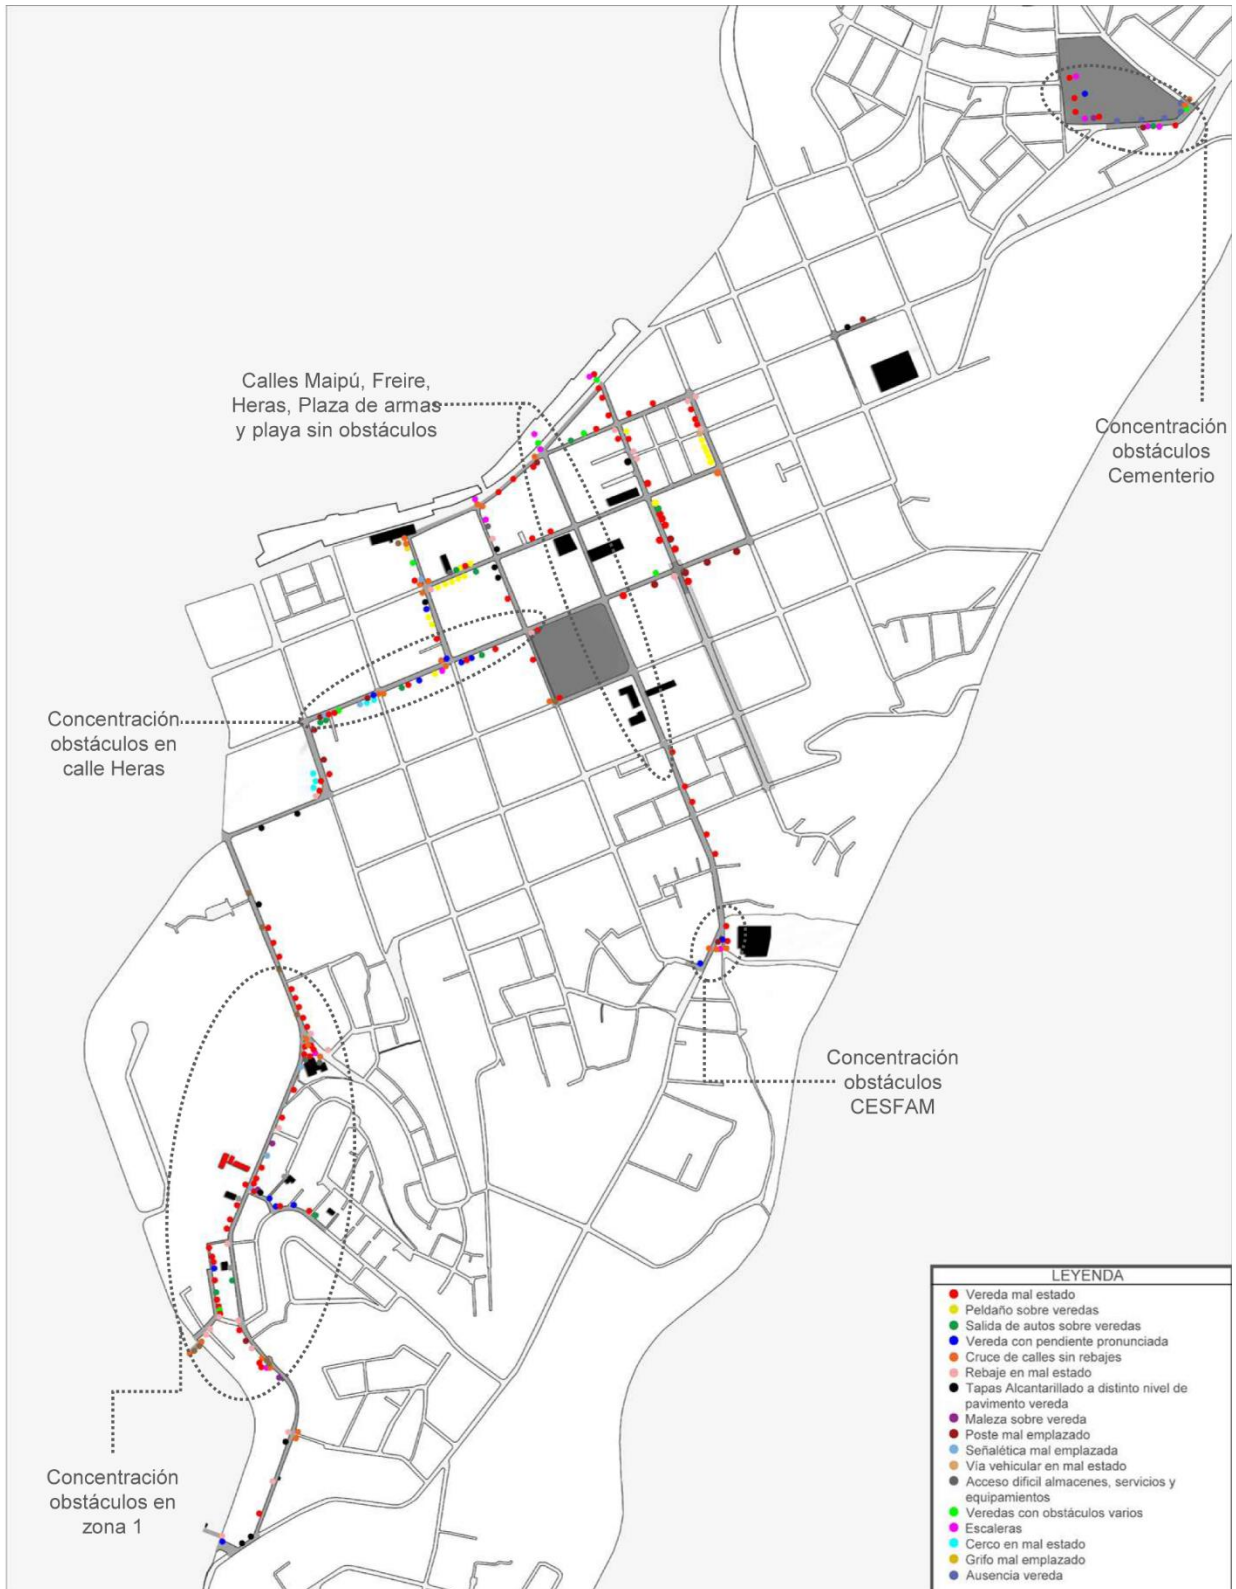 Calles Maipú, Freire,
Heras, Plaza de armas
y playa sin obstáculos
Concentración
obstáculos
Cementerio
Concentración
obstáculos en
calle Heras
Concentración
obstáculos
CESFAM
Concentración
obstáculos en
zona 1
LEYENDA
Vereda mal estado
Peldaño sobre veredas
Salida de autos sobre veredas
Vereda con pendiente pronunciada
Cruce de calles sin rebajes
Rebaje en mal estado
Tapas Alcantarillado a distinto nivel de
pavimento vereda
Maleza sobre vereda
Poste mal emplazado
Señalética mal emplazada
Vía vehicular en mal estado
Acceso dificil almacenes, servicios y
equipamientos
Veredas con obstáculos varios
Escaleras
Cerco en mal estado
Grifo mal emplazado
Ausencia vereda